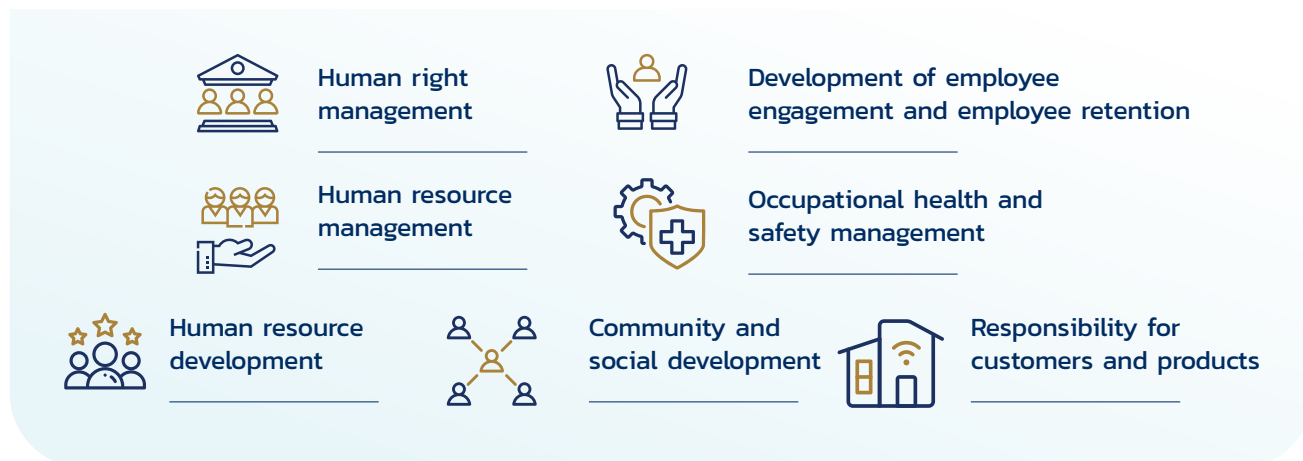 Human right
management
Development of employee
engagement and employee retention
Human resource
management
Occupational health and
safety management
Human resource
development
Community and
social development
Responsibility for
customers and products